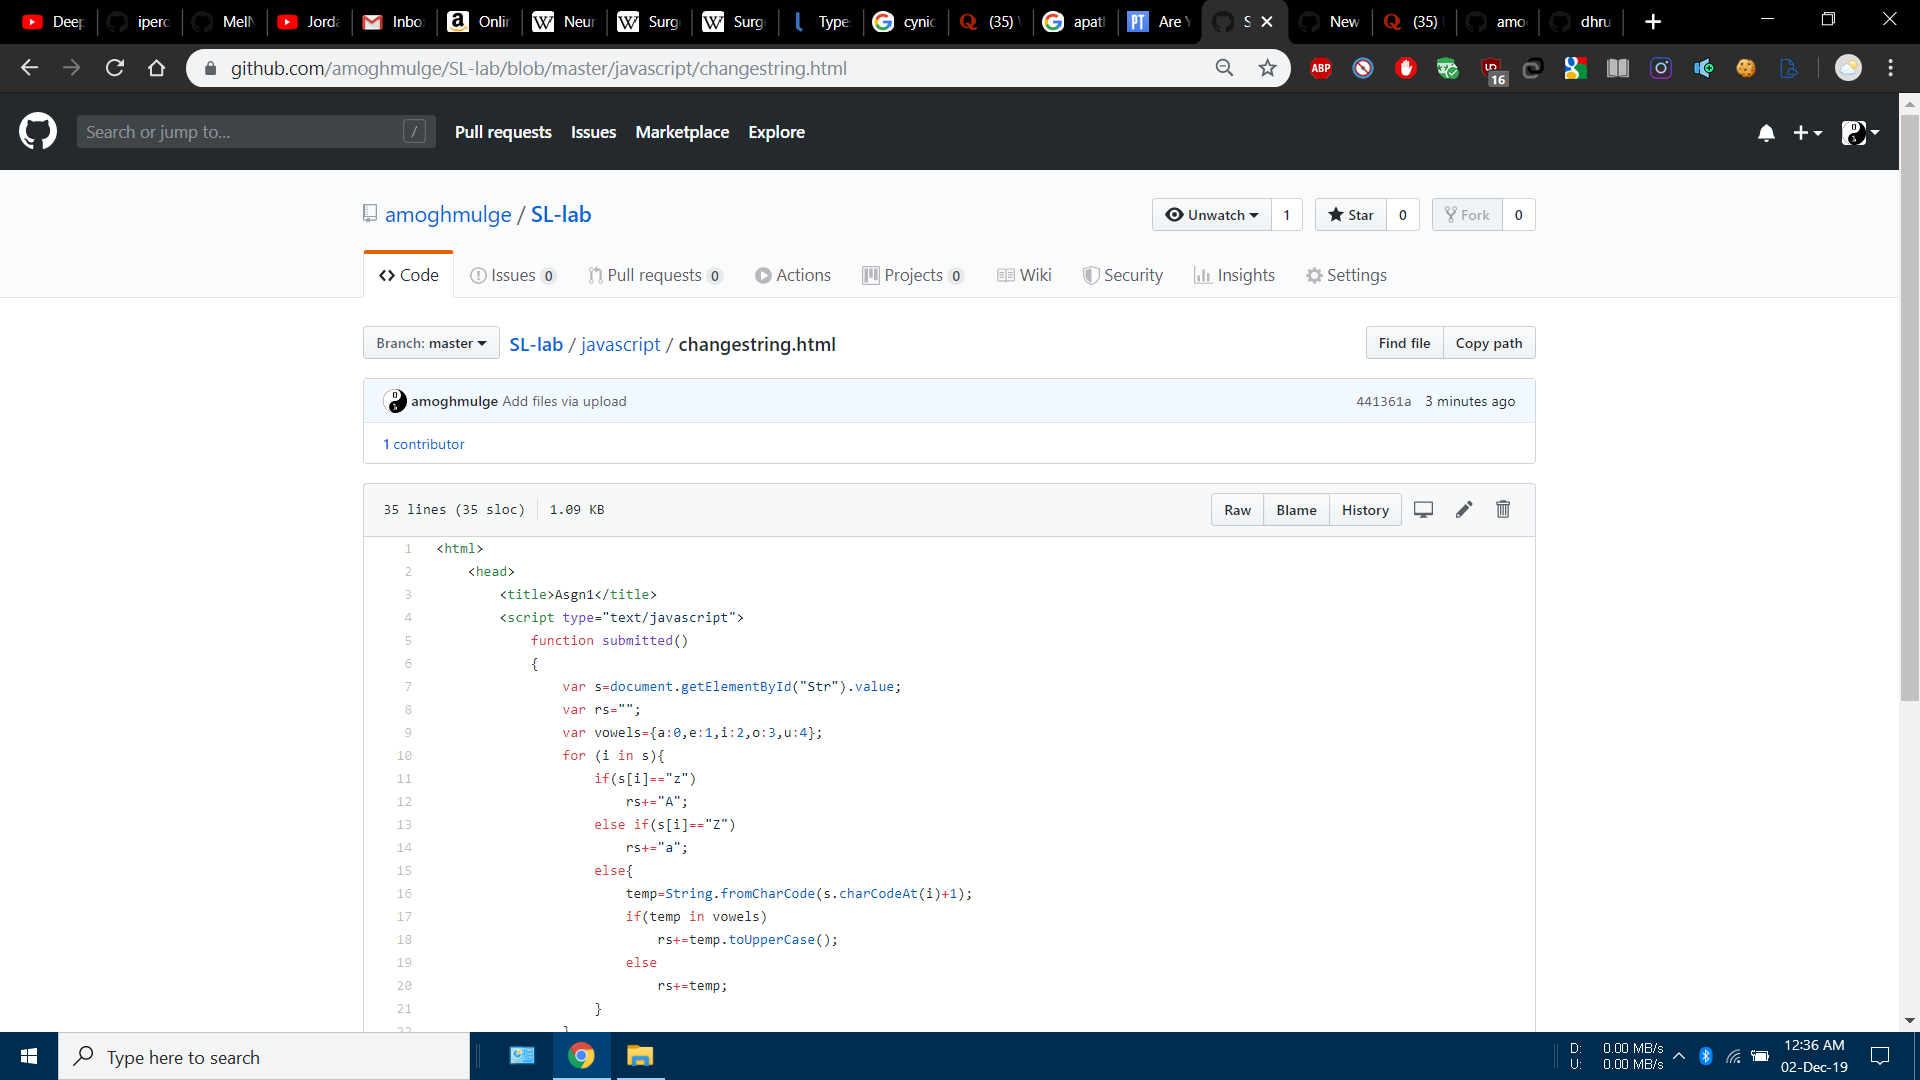 Deep
ipero
MelN
Jorda
Inbo
Onlin
Neur
Surge
Surge
Type
cynic
(35)
apath
Are Y
S
New
(35)
amo
dhru
github.com/amoghmulge/SL-lab/blob/master/javascript/changestring.html
ABP
16
Search or jump to...
/
Pull requests
Issues
Marketplace
Explore
amoghmulge / SL-lab
Unwatch 1
Star 0
Fork 0
Code
Issues 0
Pull requests 0
Actions
Projects 0
Wiki
Security
Insights
Settings
Branch: master
SL-lab / javascript / changestring.html
Find file
Copy path
amoghmulge Add files via upload
441361a 3 minutes ago
1 contributor
35 lines (35 sloc) 1.09 KB
Raw
Blame
History
1 <html>
2 <head>
3 <title>Asgn1</title>
4 <script type="text/javascript">
5 function submitted()
6 {
7 var s=document.getElementById("Str").value;
8 var rs="";
9 var vowels={a:0,e:1,i:2,o:3,u:4};
10 for (i in s){
11 if(s[i]=="z")
12 rs+="A";
13 else if(s[i]=="Z")
14 rs+="a";
15 else{
16 temp=String.fromCharCode(s.charCodeAt(i)+1);
17 if(temp in vowels)
18 rs+=temp.toUpperCase();
19 else
20 rs+=temp;
21 }
22 }
Type here to search
D: 0.00 MB/s
U: 0.00 MB/s
12:36 AM
02-Dec-19